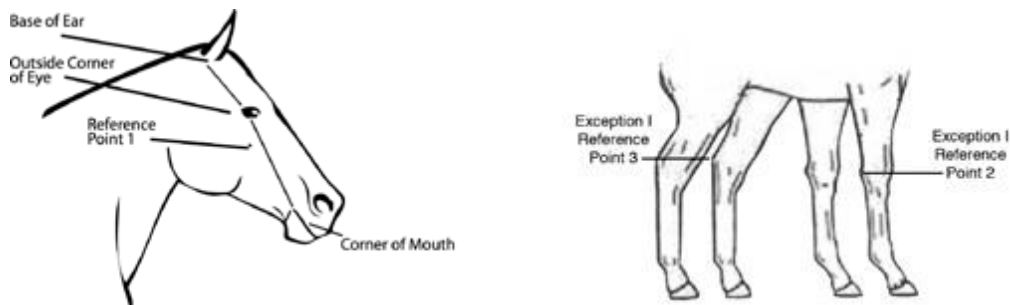 Base of Ear
Outside Corner
of Eye
Reference
Point 1
Corner of Mouth
Exception I
Reference
Point 3
Exception I
Reference
Point 2